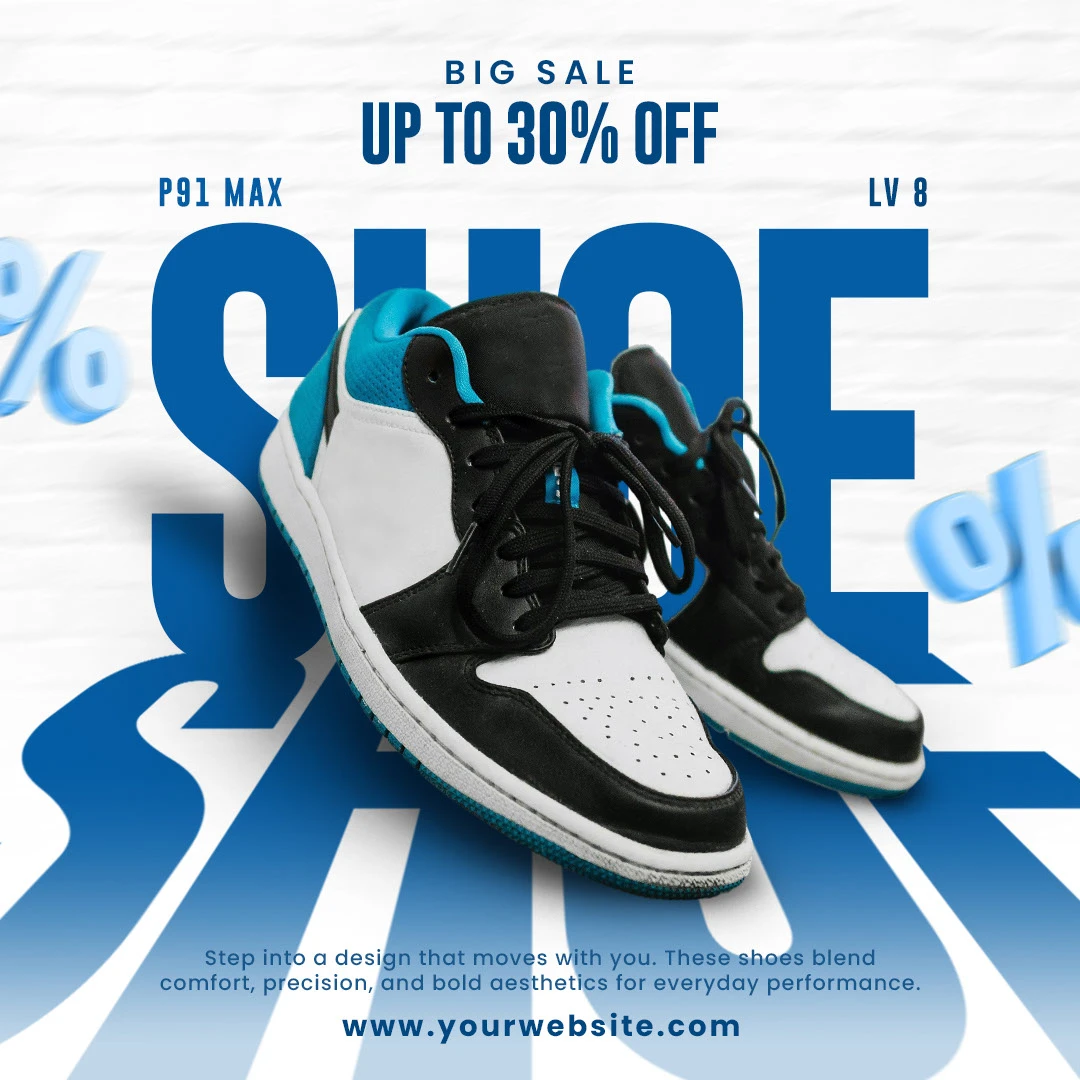 BIG SALE
UP TO 30% OFF
P91 MAX
LV 8
SHOE
%
%
Step into a design that moves with you. These shoes blend
comfort, precision, and bold aesthetics for everyday performance.
www.yourwebsite.com